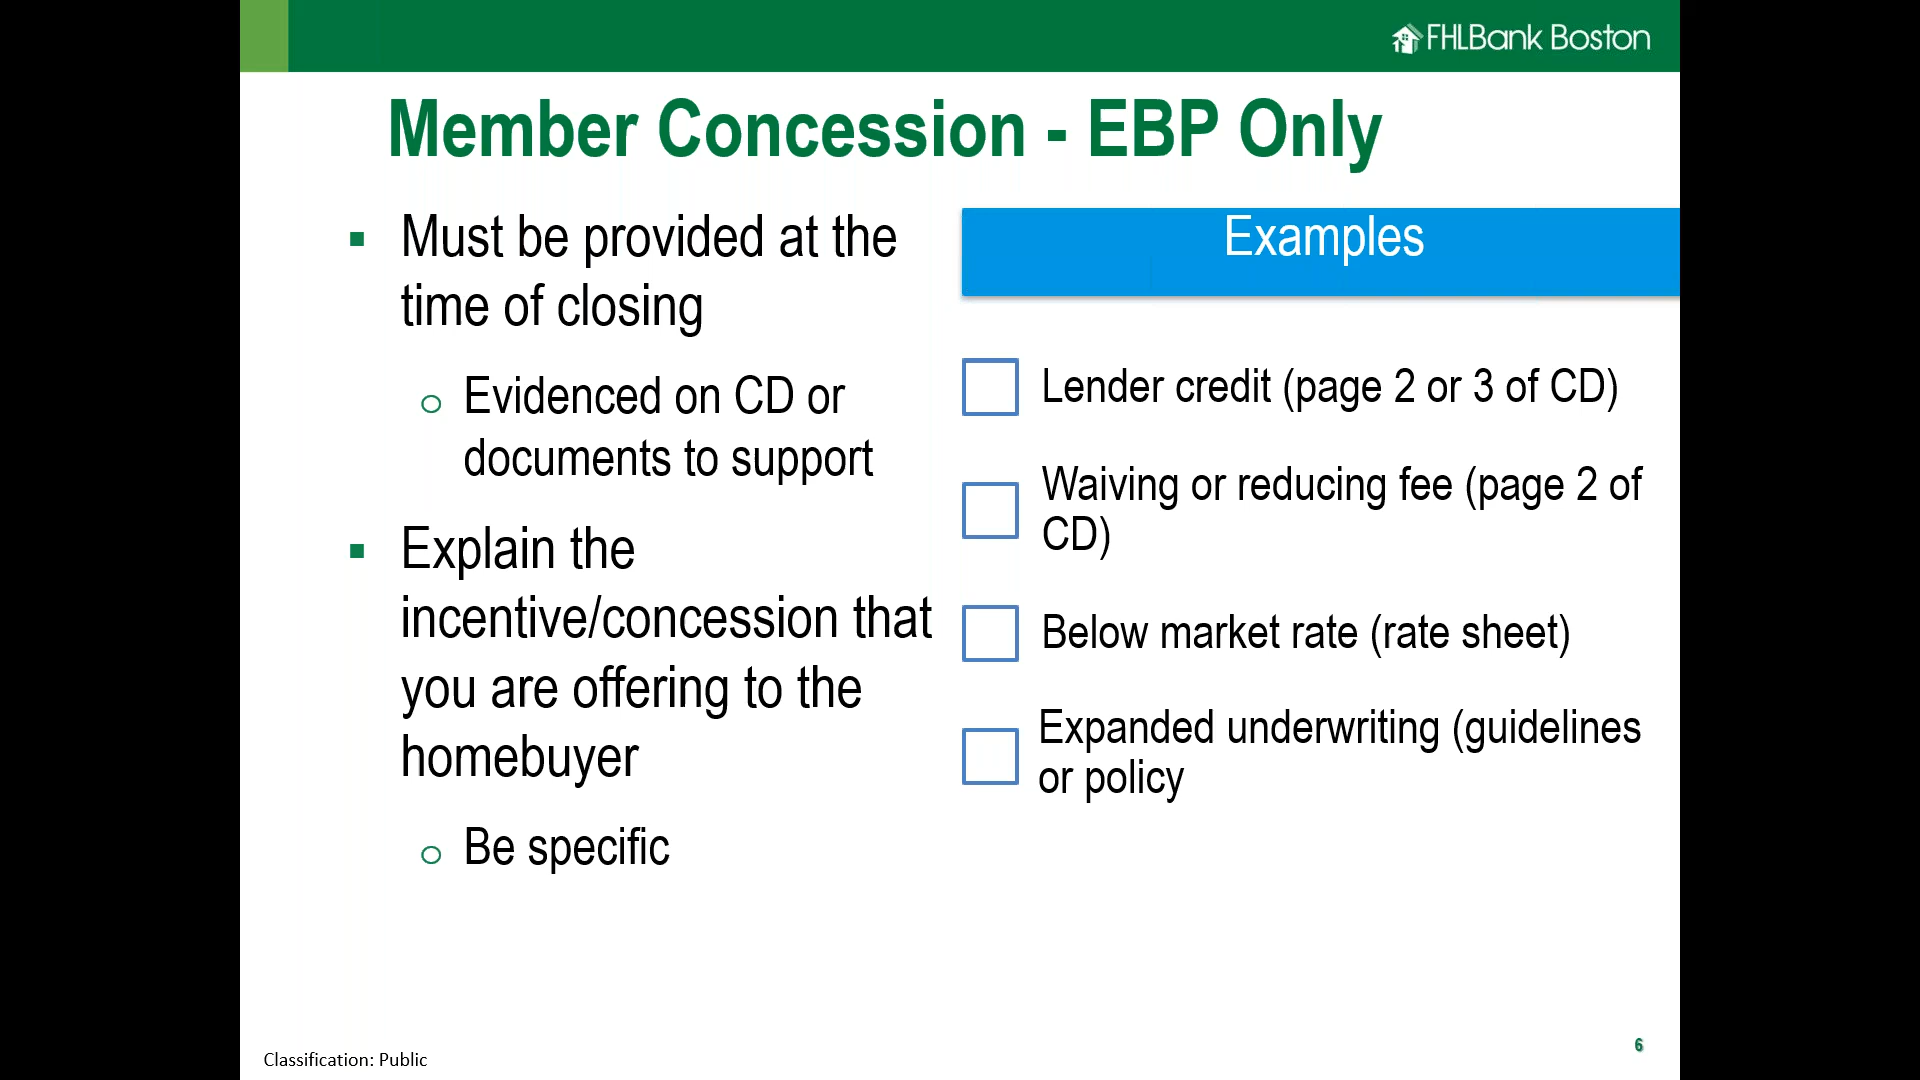 FHLBank Boston
Member Concession - EBP Only
▪ Must be provided at the
time of closing
o Evidenced on CD or
documents to support
▪ Explain the
incentive/concession that
you are offering to the
homebuyer
o Be specific
Examples
Lender credit (page 2 or 3 of CD)
Waiving or reducing fee (page 2 of
CD)
Below market rate (rate sheet)
Expanded underwriting (guidelines
or policy
Classification: Public
6